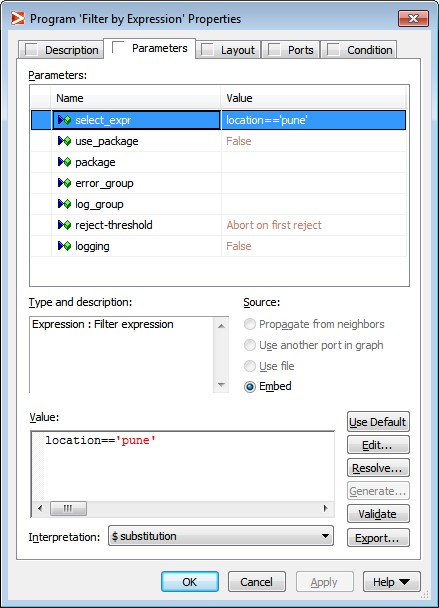 Program 'Filter by Expression' Properties
Description Parameters Layout Ports Condition
Parameters:
Name Value
select_expr location=='pune'
use_package False
package
error_group
log_group
reject-threshold Abort on first reject
logging False
Type and description: Source:
Expression : Filter expression
Propagate from neighbors
Use another port in graph
Use file
Embed
Value:
location=='pune'
Use Default
Edit...
Resolve...
Generate...
Validate
Export...
Interpretation: $ substitution
OK Cancel Apply Help